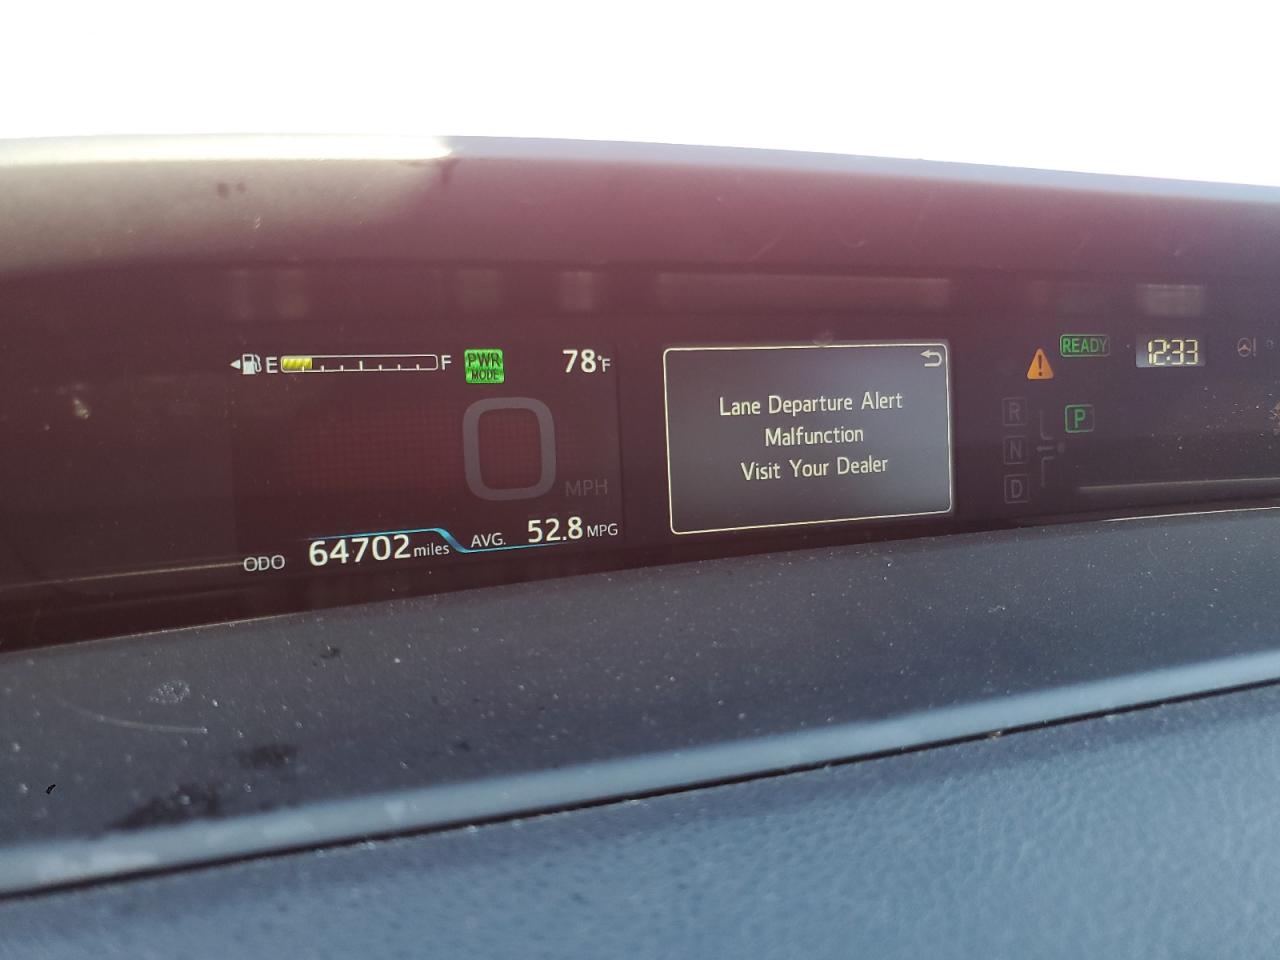 E F PWR MODE 78°F
0 MPH
ODO 64702 miles AVG. 52.8 MPG
Lane Departure Alert
Malfunction
Visit Your Dealer
READY 12:33
R P
N
D